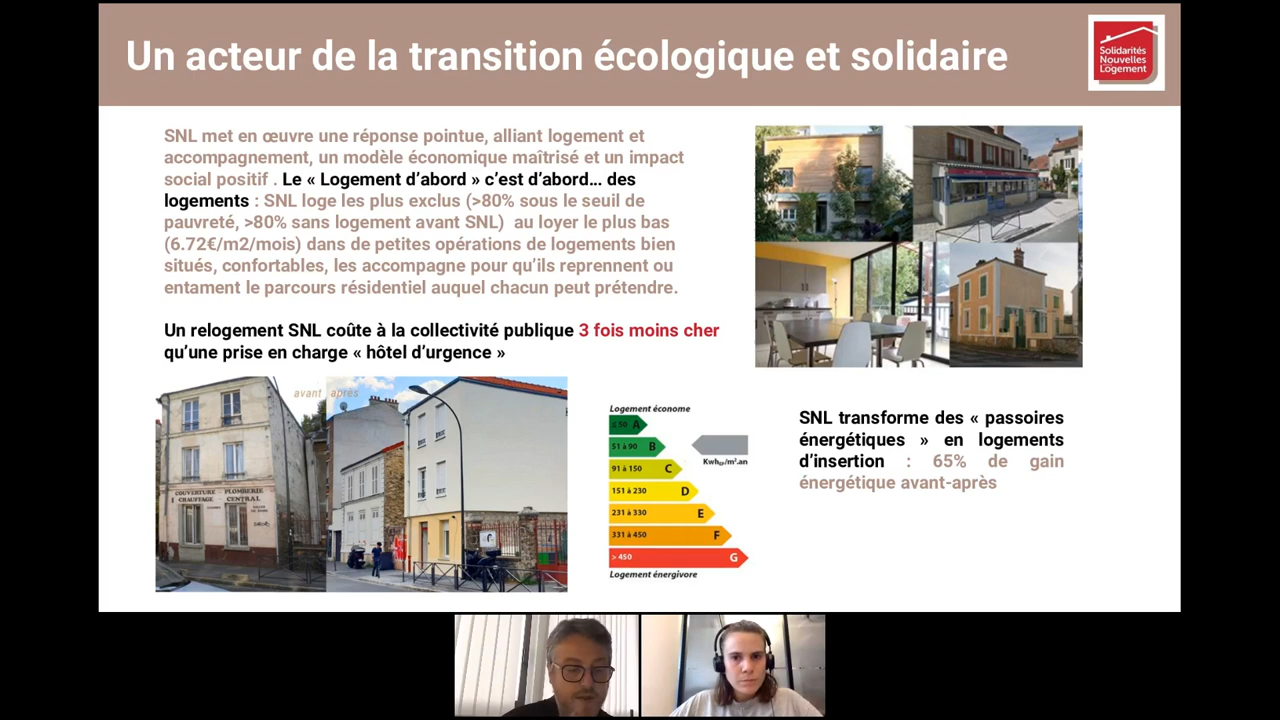 Un acteur de la transition écologique et solidaire
Solidarités
Nouvelles
Logement
SNL met en œuvre une réponse pointue, alliant logement et
accompagnement, un modèle économique maîtrisé et un impact
social positif . Le « Logement d’abord » c’est d’abord… des
logements : SNL loge les plus exclus (>80% sous le seuil de
pauvreté, >80% sans logement avant SNL)  au loyer le plus bas
(6.72€/m2/mois) dans de petites opérations de logements bien
situés, confortables, les accompagne pour qu’ils reprennent ou
entament le parcours résidentiel auquel chacun peut prétendre.
Un relogement SNL coûte à la collectivité publique 3 fois moins cher
qu’une prise en charge « hôtel d’urgence »
avant après
COUVERTURE - PLOMBERIE
CHAUFFAGE - CENTRAL
Logement économe
≤ 50 A
51 à 90 B
91 à 150 C
151 à 230 D
231 à 330 E
331 à 450 F
> 450 G
Logement énergivore
KwhEP/m².an
SNL transforme des « passoires
énergétiques » en logements
d’insertion : 65% de gain
énergétique avant-après